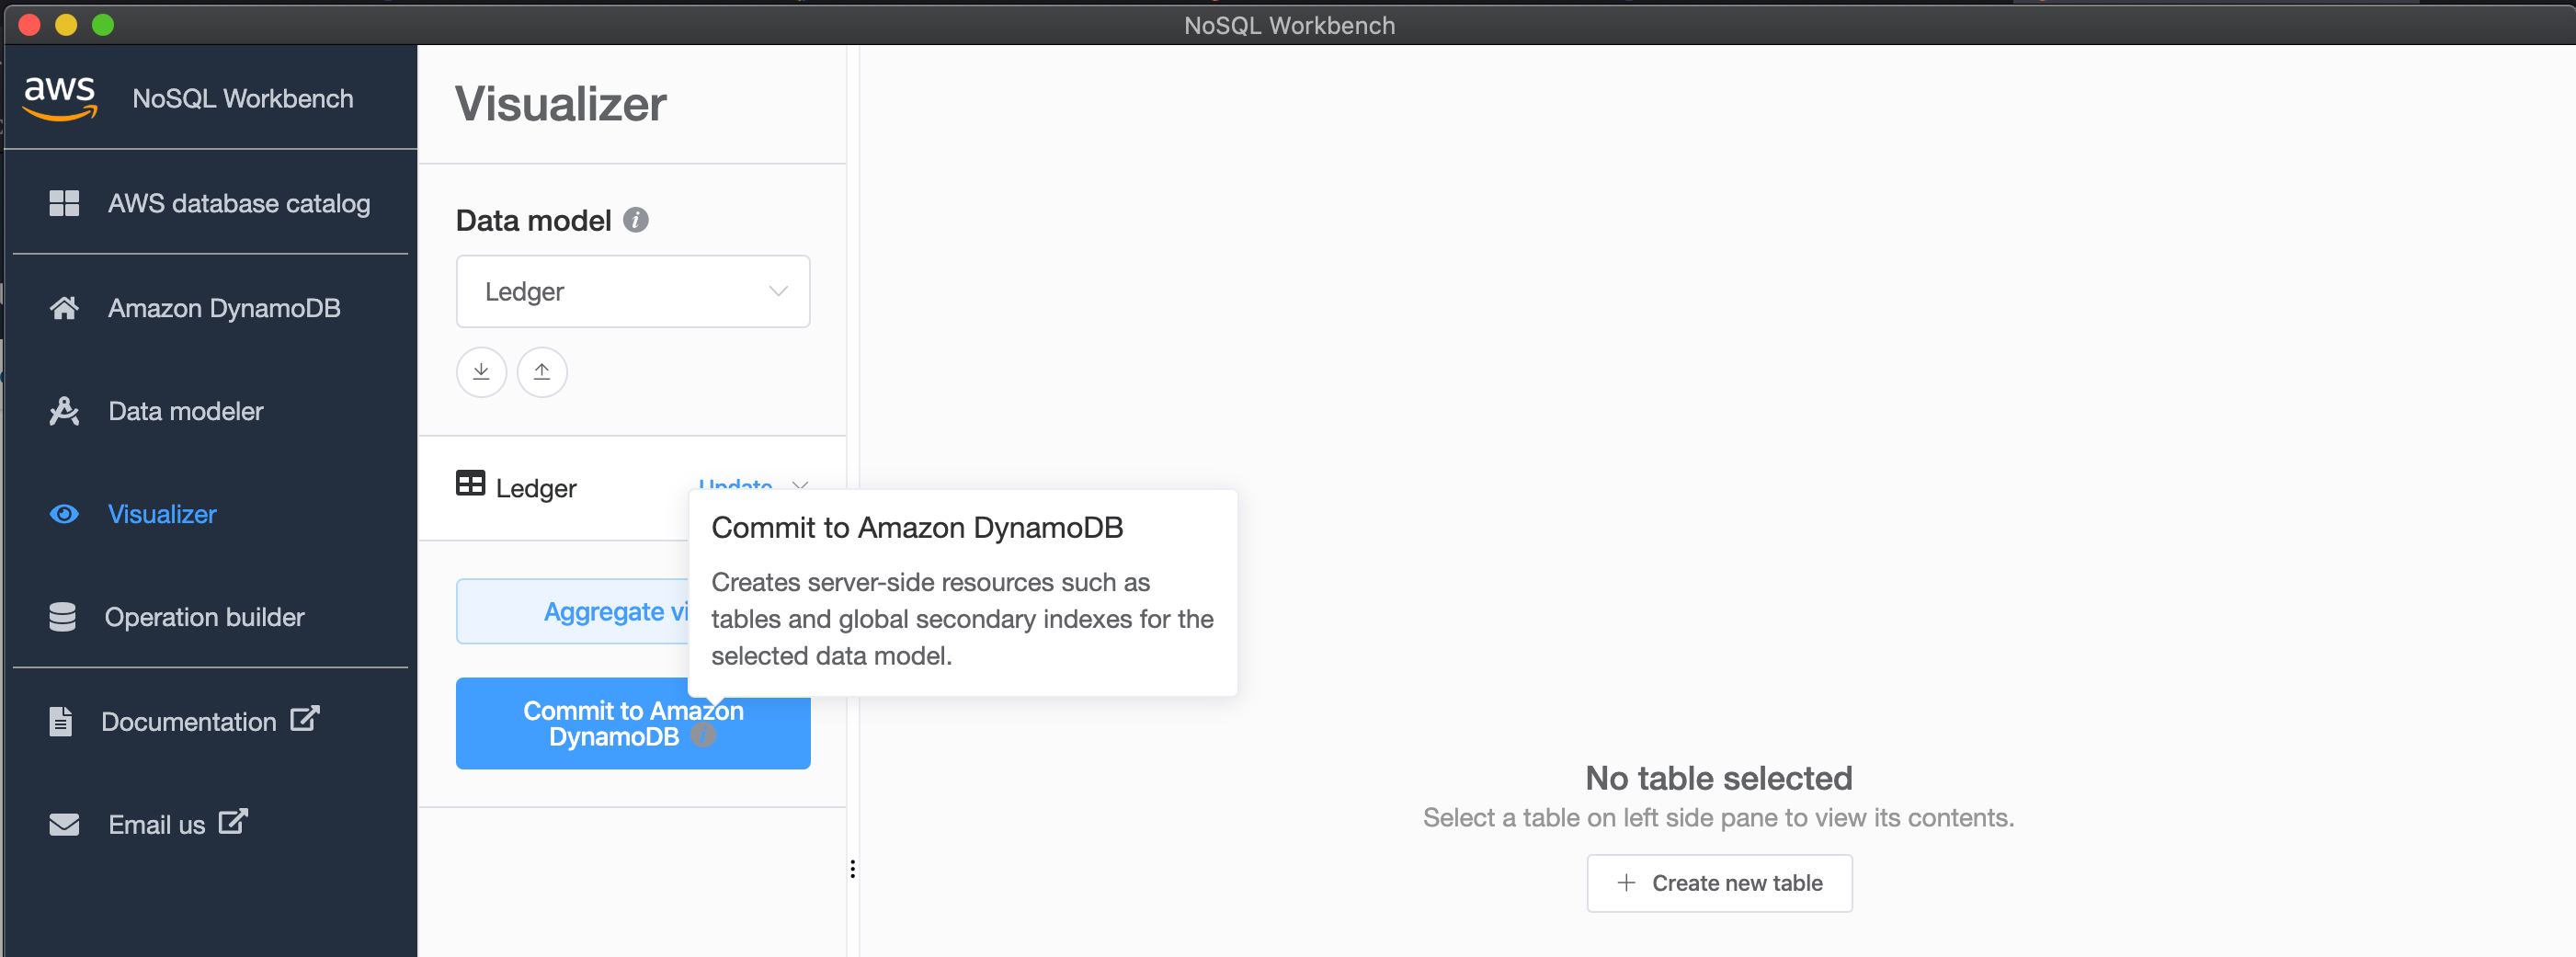 NoSQL Workbench
aws
NoSQL Workbench
AWS database catalog
Amazon DynamoDB
Data modeler
Visualizer
Operation builder
Documentation
Email us
Visualizer
Data model
Ledger
Ledger
Update
Aggregate vi
Commit to Amazon
DynamoDB
Commit to Amazon DynamoDB
Creates server-side resources such as
tables and global secondary indexes for the
selected data model.
No table selected
Select a table on left side pane to view its contents.
Create new table